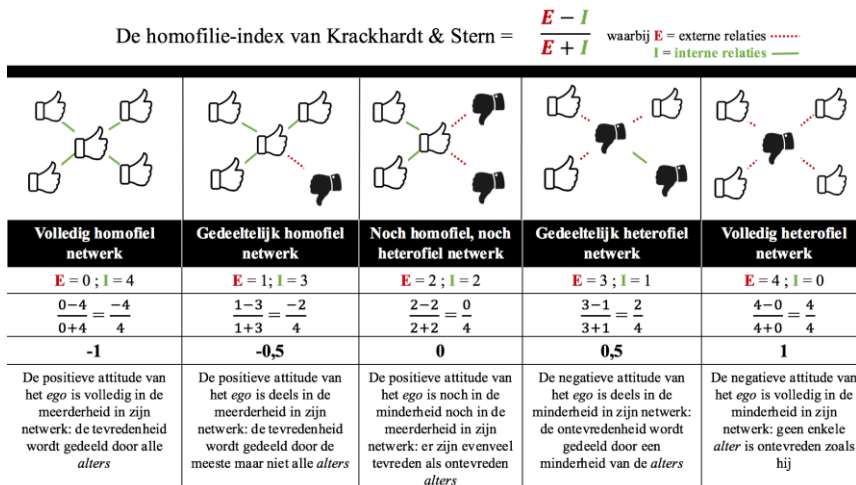 De homofilie-index van Krackhardt & Stern = E − I / E + I
waarbij E = externe relaties
I = interne relaties
Volledig homofiel
netwerk
Gedeeltelijk homofiel
netwerk
Noch homofiel, noch
heterofiel netwerk
Gedeeltelijk heterofiel
netwerk
Volledig heterofiel
netwerk
E = 0 ; I = 4
E = 1; I = 3
E = 2 ; I = 2
E = 3 ; I = 1
E = 4 ; I = 0
0−4 / 0+4 = −4 / 4
1−3 / 1+3 = −2 / 4
2−2 / 2+2 = 0 / 4
3−1 / 3+1 = 2 / 4
4−0 / 4+0 = 4 / 4
-1
-0,5
0
0,5
1
De positieve attitude van
het ego is volledig in de
meerderheid in zijn
netwerk: de tevredenheid
wordt gedeeld door alle
alters
De positieve attitude van
het ego is deels in de
meerderheid in zijn
netwerk: de tevredenheid
wordt gedeeld door de
meeste maar niet alle alters
De positieve attitude van
het ego is noch in de
minderheid noch in de
meerderheid in zijn
netwerk: er zijn evenveel
tevreden als ontevreden
alters
De negatieve attitude van
het ego is deels in de
minderheid in zijn netwerk:
de ontevredenheid wordt
gedeeld door een
minderheid van de alters
De negatieve attitude van
het ego is volledig in de
minderheid in zijn
netwerk: geen enkele
alter is ontevreden zoals
hij